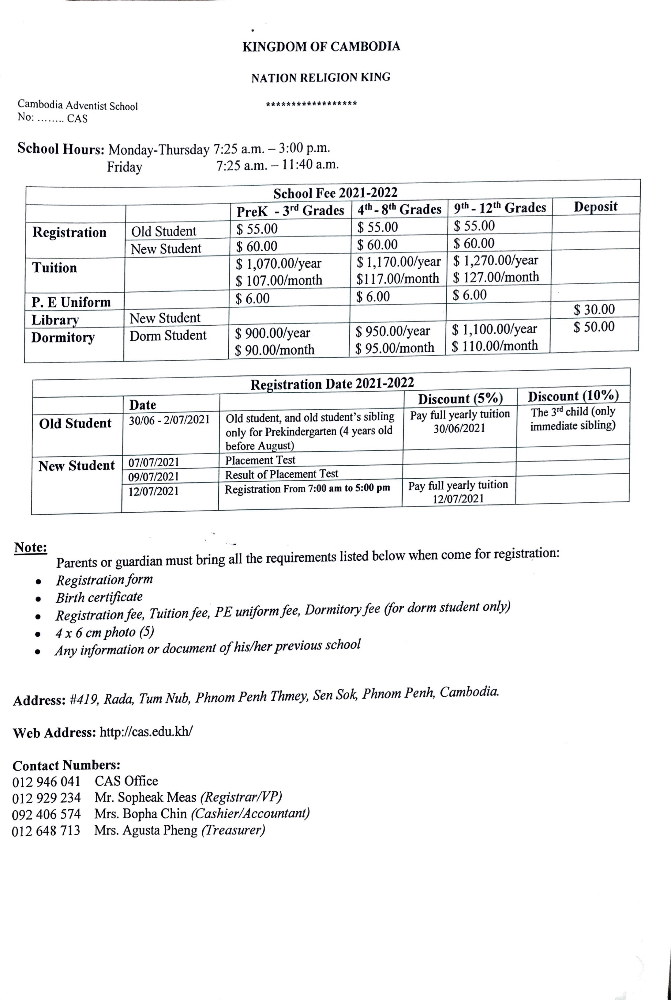 KINGDOM OF CAMBODIA
NATION RELIGION KING
******************
Cambodia Adventist School
No: ........ CAS
School Hours: Monday-Thursday 7:25 a.m. – 3:00 p.m.
Friday 7:25 a.m. – 11:40 a.m.
School Fee 2021-2022
PreK - 3rd Grades 4th - 8th Grades 9th - 12th Grades Deposit
Registration Old Student $ 55.00 $ 55.00 $ 55.00
New Student $ 60.00 $ 60.00 $ 60.00
Tuition $ 1,070.00/year $ 1,170.00/year $ 1,270.00/year
$ 107.00/month $117.00/month $ 127.00/month
P. E Uniform $ 6.00 $ 6.00 $ 6.00
Library New Student $ 30.00
Dormitory Dorm Student $ 900.00/year $ 950.00/year $ 1,100.00/year $ 50.00
$ 90.00/month $ 95.00/month $ 110.00/month
Registration Date 2021-2022
Date Discount (5%) Discount (10%)
Old Student 30/06 - 2/07/2021 Old student, and old student's sibling Pay full yearly tuition The 3rd child (only
only for Prekindergarten (4 years old 30/06/2021 immediate sibling)
before August)
New Student 07/07/2021 Placement Test
09/07/2021 Result of Placement Test
12/07/2021 Registration From 7:00 am to 5:00 pm Pay full yearly tuition
12/07/2021
Note:
Parents or guardian must bring all the requirements listed below when come for registration:
• Registration form
• Birth certificate
• Registration fee, Tuition fee, PE uniform fee, Dormitory fee (for dorm student only)
• 4 x 6 cm photo (5)
• Any information or document of his/her previous school
Address: #419, Rada, Tum Nub, Phnom Penh Thmey, Sen Sok, Phnom Penh, Cambodia.
Web Address: http://cas.edu.kh/
Contact Numbers:
012 946 041 CAS Office
012 929 234 Mr. Sopheak Meas (Registrar/VP)
092 406 574 Mrs. Bopha Chin (Cashier/Accountant)
012 648 713 Mrs. Agusta Pheng (Treasurer)